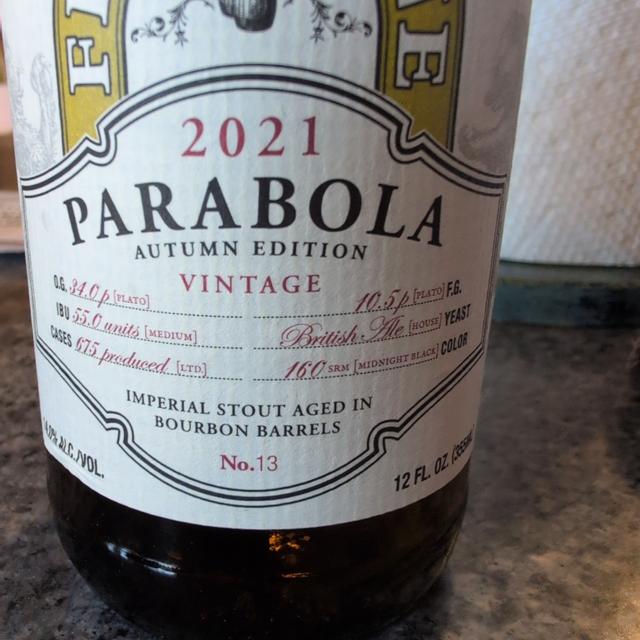 2021
PARABOLA
AUTUMN EDITION
VINTAGE
O.G. 34.0 p [PLATO] 10.5 p [PLATO] F.G.
IBU 55.0 units [MEDIUM] British Ale [HOUSE] YEAST
CASES 675 produced [LTD] 160 SRM [MIDNIGHT BLACK] COLOR
IMPERIAL STOUT AGED IN
BOURBON BARRELS
ALC./VOL. No.13 12 FL. OZ. (355ML